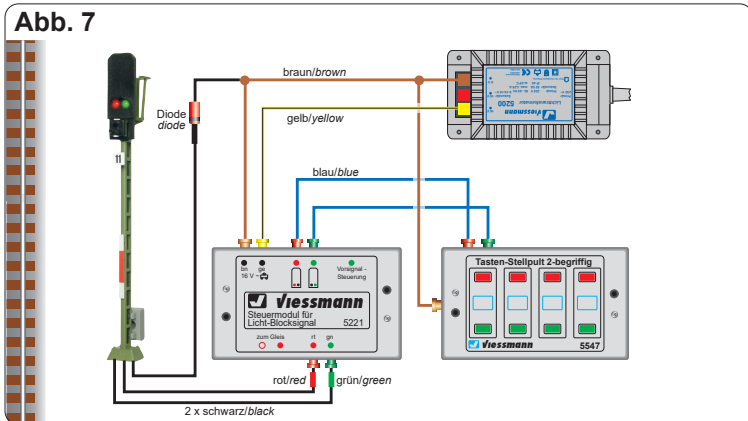 Abb. 7
braun/brown
Diode
diode
gelb/yellow
Viessmann
Lichttransformator
5200
11
blau/blue
bn
ge
16 V ~
Vorsignal -
Steuerung
Viessmann
Steuermodul für
Licht-Blocksignal
5221
zum Gleis
rt
gn
Tasten-Stellpult 2-begriffig
Viessmann
5547
rot/red
grün/green
2 x schwarz/black